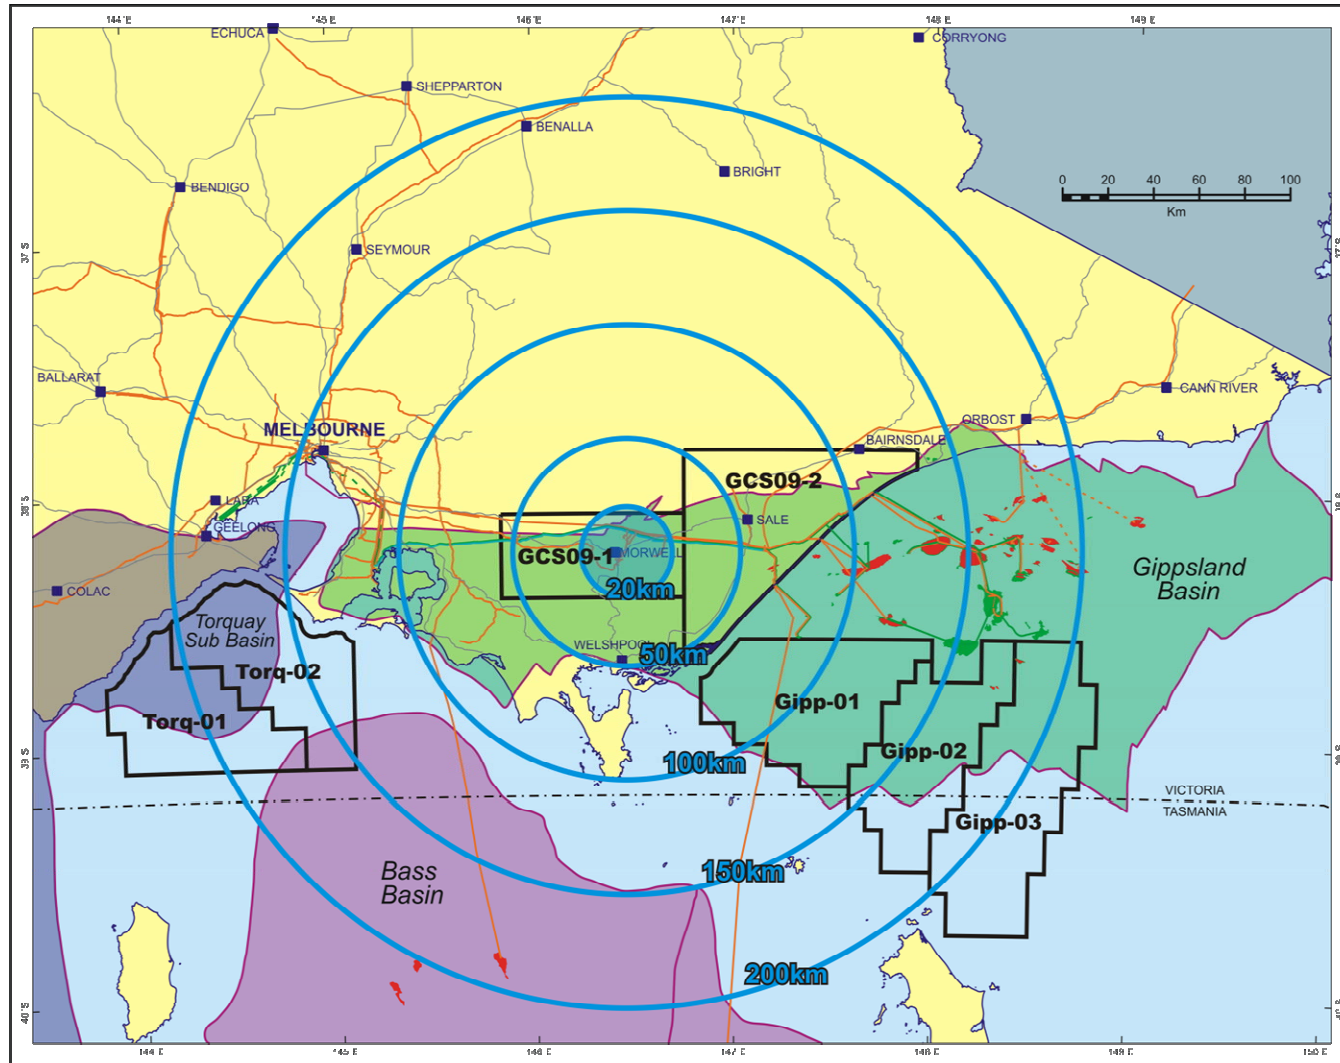 144 E
145 E
146 E
147 E
148 E
149 E
ECHUCA
CORRYONG
SHEPPARTON
BENALLA
BRIGHT
0 20 40 60 80 100
Km
BENDIGO
SEYMOUR
37 S
BALLARAT
CANN RIVER
MELBOURNE
ORBOST
BAIRNSDALE
GCS09-2
LARA
38 S
SALE
GEELONG
GCS09-1
MORWELL
Gippsland
Basin
COLAC
20km
Torquay
Sub Basin
WELSHPOOL
50km
Torq-02
Gipp-01
Torq-01
Gipp-02
39 S
100km
VICTORIA
TASMANIA
Gipp-03
Bass
Basin
150km
200km
40 S
144 E
145 E
146 E
147 E
148 E
149 E
150 E